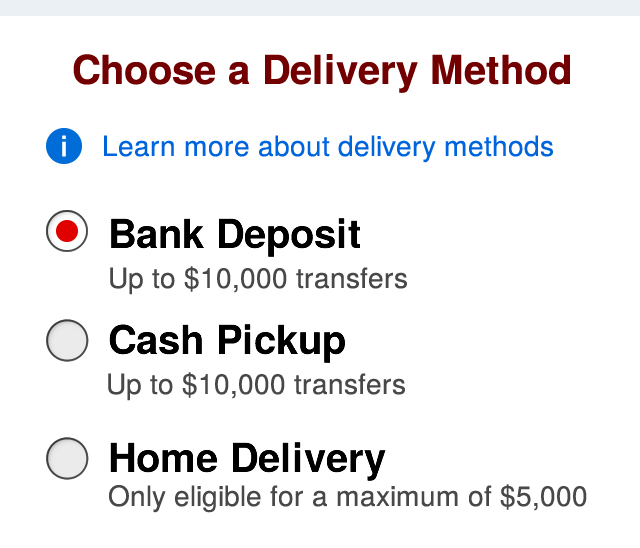 Choose a Delivery Method
Learn more about delivery methods
Bank Deposit
Up to $10,000 transfers
Cash Pickup
Up to $10,000 transfers
Home Delivery
Only eligible for a maximum of $5,000